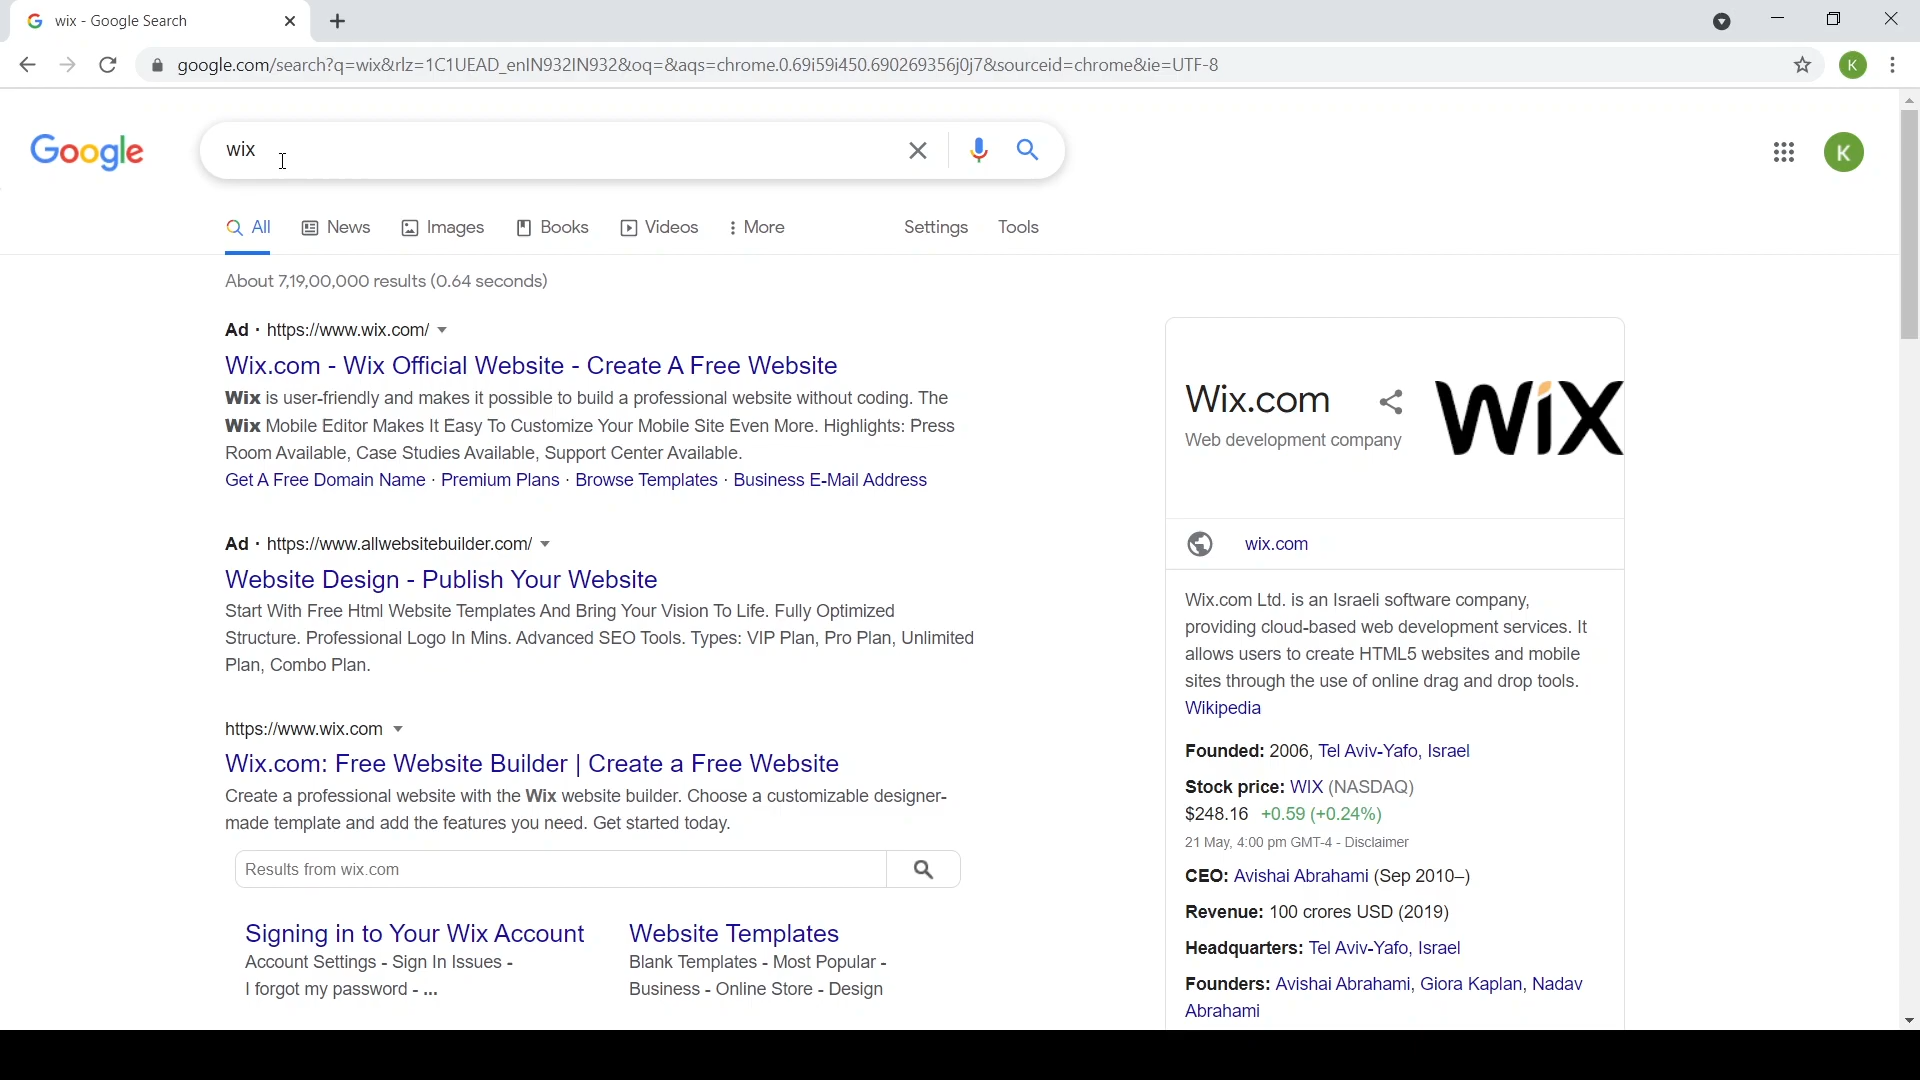 wix - Google Search
google.com/search?q=wix&rlz=1C1UEAD_enIN932IN932&oq=&aqs=chrome.0.69i59i450.690269356j0j7&sourceid=chrome&ie=UTF-8
K
Google
wix
K
All News Images Books Videos More Settings Tools
About 7,19,00,000 results (0.64 seconds)
Ad · https://www.wix.com/
Wix.com - Wix Official Website - Create A Free Website
Wix is user-friendly and makes it possible to build a professional website without coding. The
Wix Mobile Editor Makes It Easy To Customize Your Mobile Site Even More. Highlights: Press
Room Available, Case Studies Available, Support Center Available.
Get A Free Domain Name · Premium Plans · Browse Templates · Business E-Mail Address
Ad · https://www.allwebsitebuilder.com/
Website Design - Publish Your Website
Start With Free Html Website Templates And Bring Your Vision To Life. Fully Optimized
Structure. Professional Logo In Mins. Advanced SEO Tools. Types: VIP Plan, Pro Plan, Unlimited
Plan, Combo Plan.
https://www.wix.com
Wix.com: Free Website Builder | Create a Free Website
Create a professional website with the Wix website builder. Choose a customizable designer-
made template and add the features you need. Get started today.
Results from wix.com
Signing in to Your Wix Account
Account Settings - Sign In Issues -
I forgot my password - ...
Website Templates
Blank Templates - Most Popular -
Business - Online Store - Design
Wix.com
Web development company
WiX
wix.com
Wix.com Ltd. is an Israeli software company,
providing cloud-based web development services. It
allows users to create HTML5 websites and mobile
sites through the use of online drag and drop tools.
Wikipedia
Founded: 2006, Tel Aviv-Yafo, Israel
Stock price: WIX (NASDAQ)
$248.16 +0.59 (+0.24%)
21 May, 4:00 pm GMT-4 - Disclaimer
CEO: Avishai Abrahami (Sep 2010–)
Revenue: 100 crores USD (2019)
Headquarters: Tel Aviv-Yafo, Israel
Founders: Avishai Abrahami, Giora Kaplan, Nadav
Abrahami